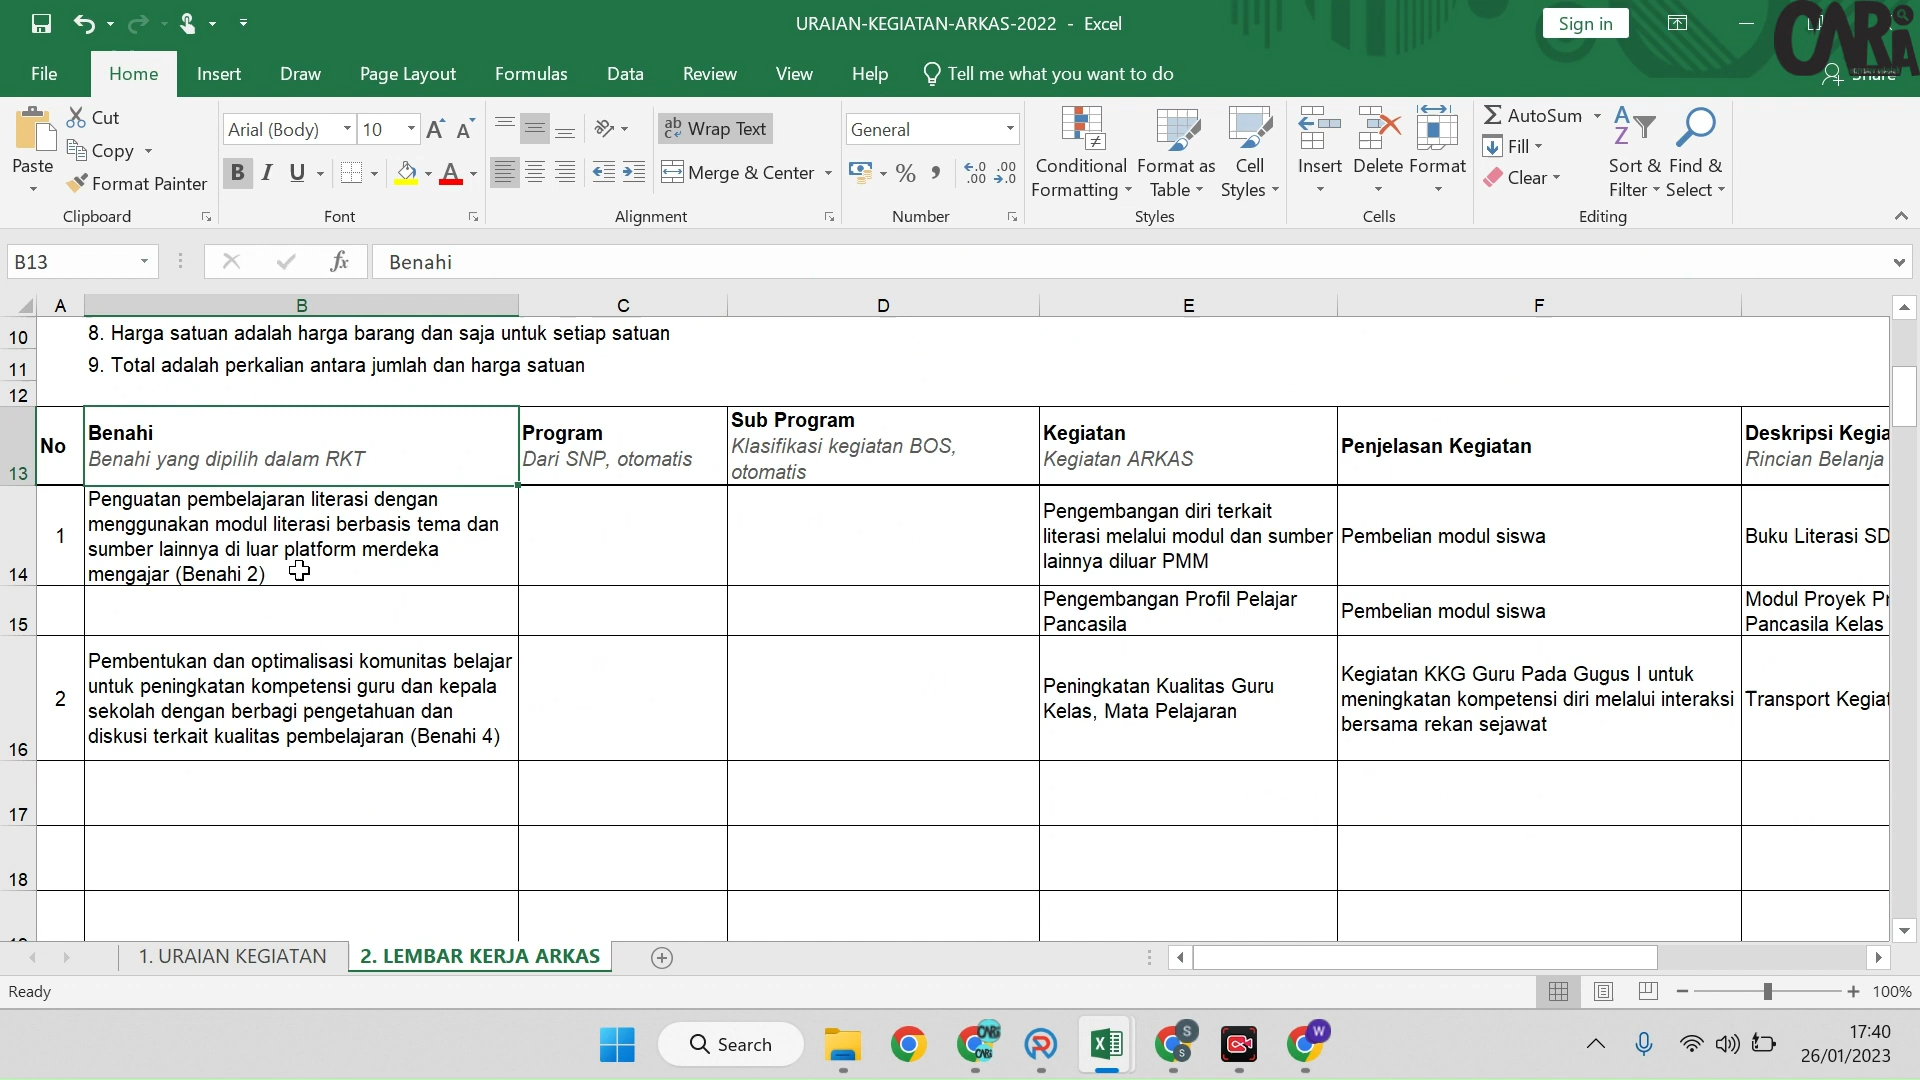 URAIAN-KEGIATAN-ARKAS-2022 - Excel
Sign in
CARA
File Home Insert Draw Page Layout Formulas Data Review View Help Tell me what you want to do
Share
Paste
Cut
Copy
Format Painter
Clipboard
Arial (Body) 10
B I U
Font
Wrap Text
Merge & Center
Alignment
General
Number
Conditional Formatting
Format as Table
Cell Styles
Styles
Insert Delete Format
Cells
AutoSum
Fill
Clear
Sort & Filter
Find & Select
Editing
B13
fx
Benahi
A B C D E F
10 8. Harga satuan adalah harga barang dan saja untuk setiap satuan
11 9. Total adalah perkalian antara jumlah dan harga satuan
12
13
No
Benahi
Benahi yang dipilih dalam RKT
Program
Dari SNP, otomatis
Sub Program
Klasifikasi kegiatan BOS,
otomatis
Kegiatan
Kegiatan ARKAS
Penjelasan Kegiatan
Deskripsi Kegia
Rincian Belanja
14
1
Penguatan pembelajaran literasi dengan
menggunakan modul literasi berbasis tema dan
sumber lainnya di luar platform merdeka
mengajar (Benahi 2)
Pengembangan diri terkait
literasi melalui modul dan sumber
lainnya diluar PMM
Pembelian modul siswa
Buku Literasi SD
15
Pengembangan Profil Pelajar
Pancasila
Pembelian modul siswa
Modul Proyek Pr
Pancasila Kelas
16
2
Pembentukan dan optimalisasi komunitas belajar
untuk peningkatan kompetensi guru dan kepala
sekolah dengan berbagi pengetahuan dan
diskusi terkait kualitas pembelajaran (Benahi 4)
Peningkatan Kualitas Guru
Kelas, Mata Pelajaran
Kegiatan KKG Guru Pada Gugus I untuk
meningkatan kompetensi diri melalui interaksi
bersama rekan sejawat
Transport Kegiat
17
18
1. URAIAN KEGIATAN
2. LEMBAR KERJA ARKAS
Ready
100%
Search
17:40
26/01/2023